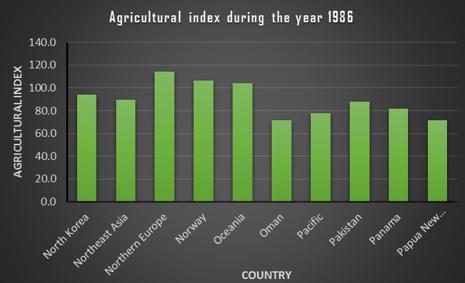 Agricultural index during the year 1986
AGRICULTURAL INDEX
140.0
120.0
100.0
80.0
60.0
40.0
20.0
0.0
North Korea
Northeast Asia
Northern Europe
Norway
Oceania
Oman
Pacific
Pakistan
Panama
Papua New...
COUNTRY